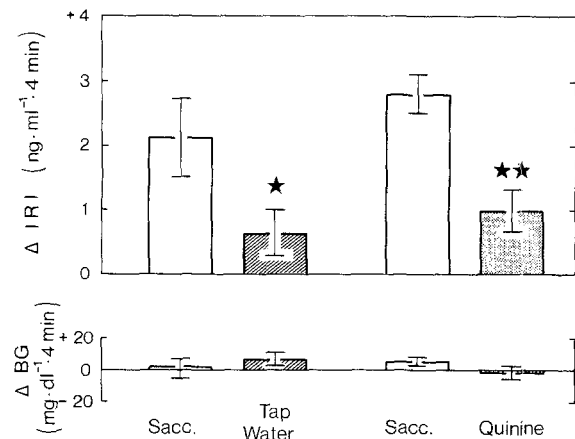 + 4
3
2
1
0
Δ IRI (ng·ml⁻¹·4 min)
★
★★
+ 20
0
- 20
Δ BG
(mg·dl⁻¹·4 min)
Sacc.
Tap
Water
Sacc.
Quinine